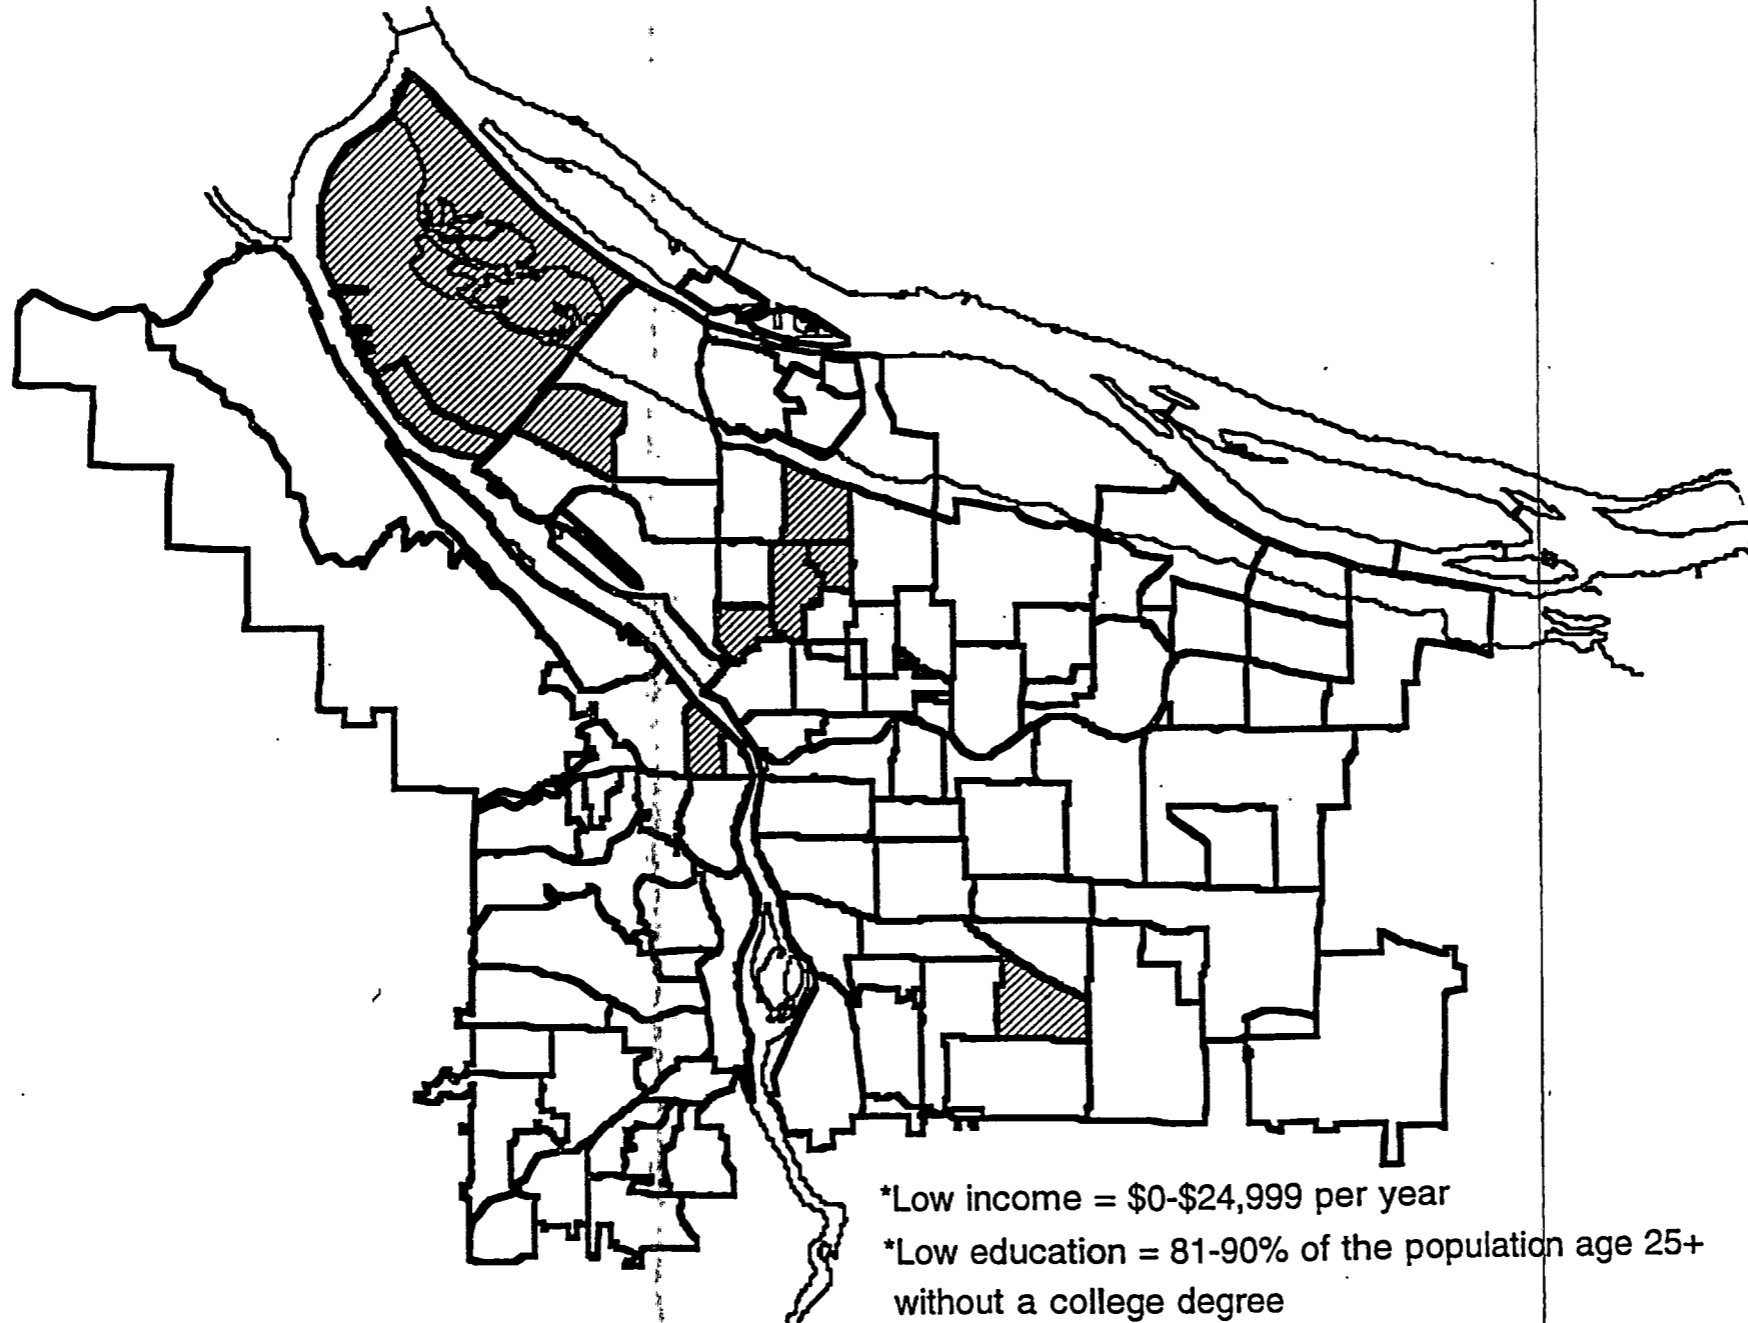 *Low income = $0-$24,999 per year
*Low education = 81-90% of the population age 25+
without a college degree